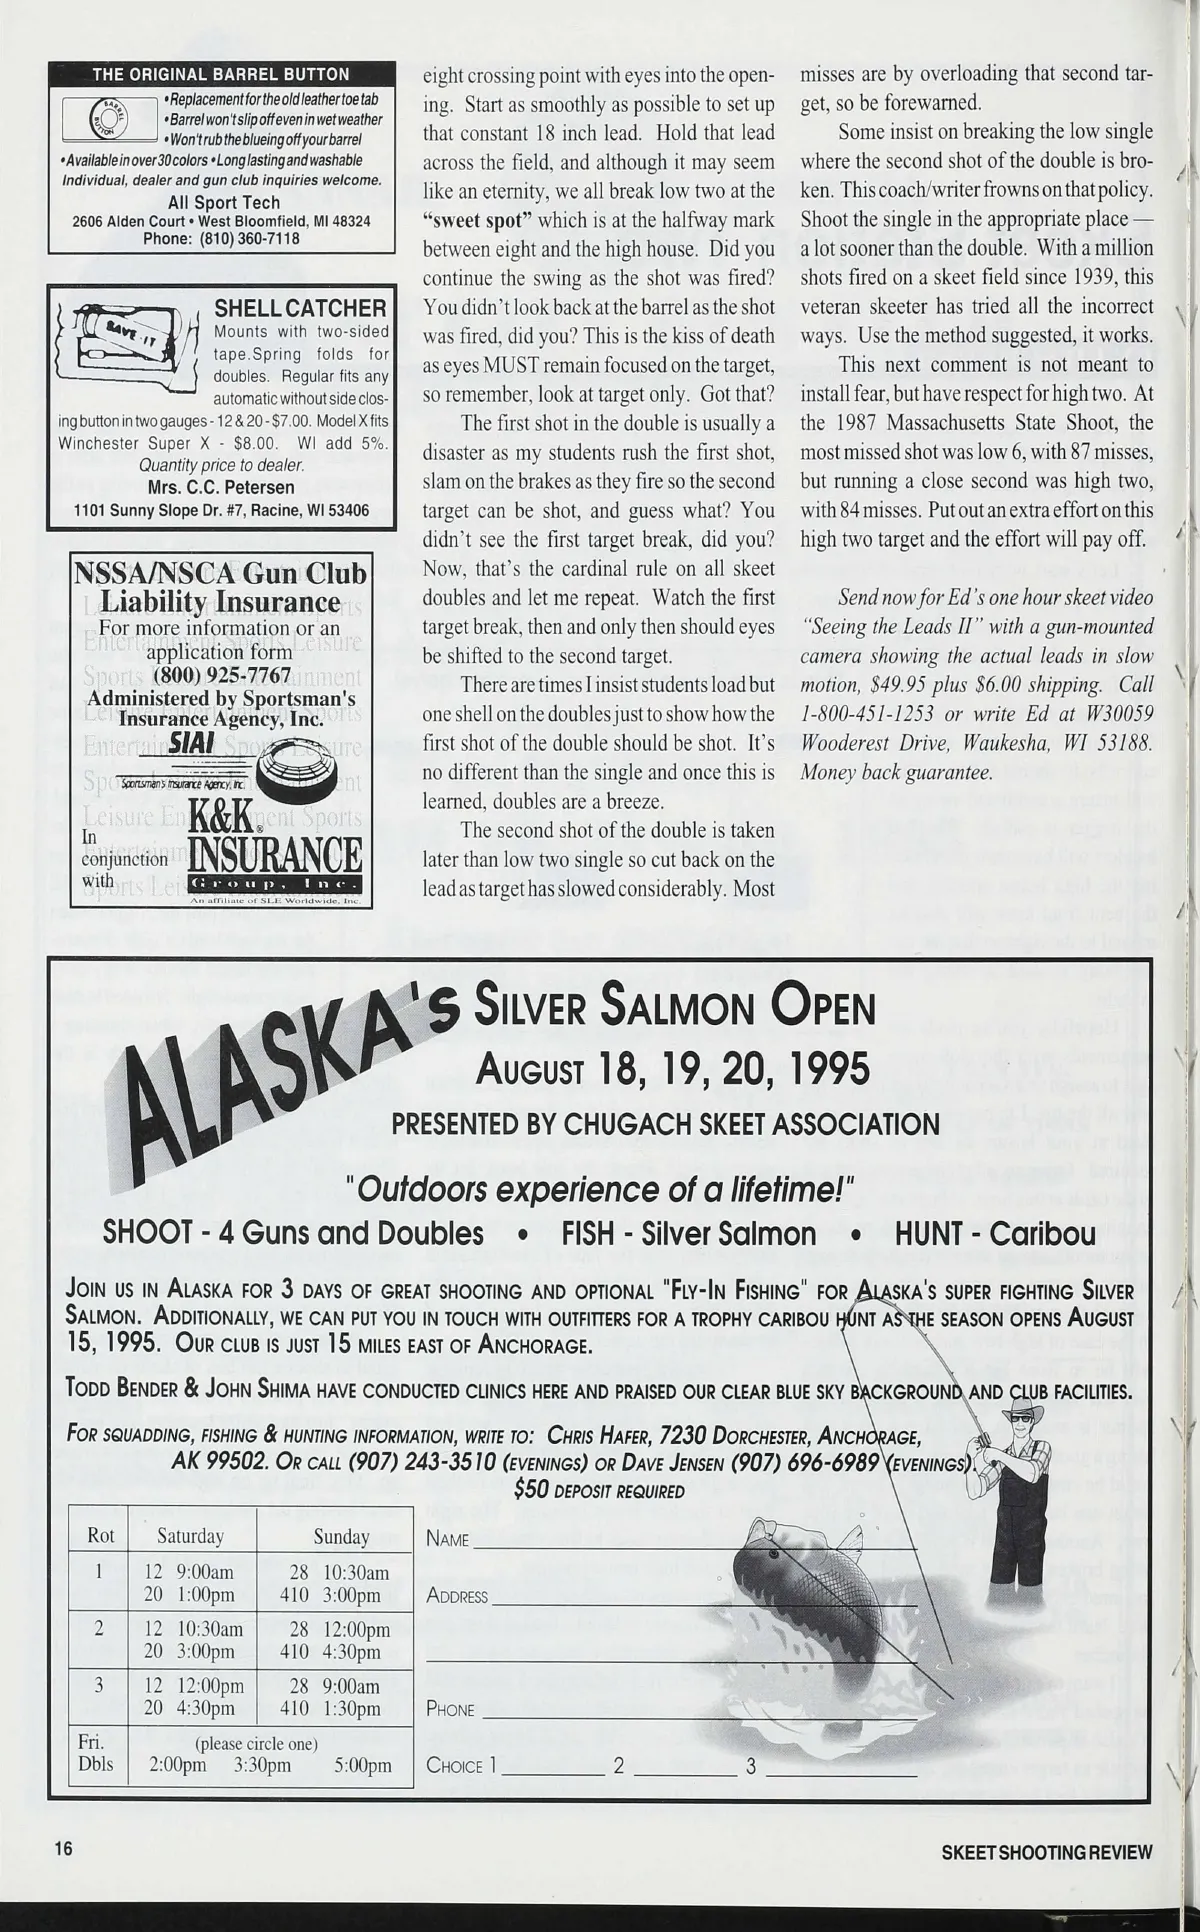 THE ORIGINAL BARREL BUTTON
BARREL
BUTTON
•Replacement for the old leather toe tab
•Barrel won't slip off even in wet weather
•Won't rub the blueing off your barrel
•Available in over 30 colors •Long lasting and washable
Individual, dealer and gun club inquiries welcome.
All Sport Tech
2606 Alden Court • West Bloomfield, MI 48324
Phone: (810) 360-7118
SAVE-IT
SHELL CATCHER
Mounts with two-sided
tape. Spring folds for
doubles. Regular fits any
automatic without side clos-
ing button in two gauges - 12 & 20 - $7.00. Model X fits
Winchester Super X - $8.00. WI add 5%.
Quantity price to dealer.
Mrs. C.C. Petersen
1101 Sunny Slope Dr. #7, Racine, WI 53406
NSSA/NSCA Gun Club
Liability Insurance
For more information or an
application form
(800) 925-7767
Administered by Sportsman's
Insurance Agency, Inc.
SIAI
Sportsman's Insurance Agency, Inc.
In
conjunction
with
K&K®
INSURANCE
Group, Inc.
An affiliate of SLE Worldwide, Inc.
eight crossing point with eyes into the open-
ing. Start as smoothly as possible to set up
that constant 18 inch lead. Hold that lead
across the field, and although it may seem
like an eternity, we all break low two at the
“sweet spot” which is at the halfway mark
between eight and the high house. Did you
continue the swing as the shot was fired?
You didn't look back at the barrel as the shot
was fired, did you? This is the kiss of death
as eyes MUST remain focused on the target,
so remember, look at target only. Got that?
The first shot in the double is usually a
disaster as my students rush the first shot,
slam on the brakes as they fire so the second
target can be shot, and guess what? You
didn't see the first target break, did you?
Now, that's the cardinal rule on all skeet
doubles and let me repeat. Watch the first
target break, then and only then should eyes
be shifted to the second target.
There are times I insist students load but
one shell on the doubles just to show how the
first shot of the double should be shot. It's
no different than the single and once this is
learned, doubles are a breeze.
The second shot of the double is taken
later than low two single so cut back on the
lead as target has slowed considerably. Most
misses are by overloading that second tar-
get, so be forewarned.
Some insist on breaking the low single
where the second shot of the double is bro-
ken. This coach/writer frowns on that policy.
Shoot the single in the appropriate place —
a lot sooner than the double. With a million
shots fired on a skeet field since 1939, this
veteran skeeter has tried all the incorrect
ways. Use the method suggested, it works.
This next comment is not meant to
install fear, but have respect for high two. At
the 1987 Massachusetts State Shoot, the
most missed shot was low 6, with 87 misses,
but running a close second was high two,
with 84 misses. Put out an extra effort on this
high two target and the effort will pay off.
Send now for Ed's one hour skeet video
“Seeing the Leads II” with a gun-mounted
camera showing the actual leads in slow
motion, $49.95 plus $6.00 shipping. Call
1-800-451-1253 or write Ed at W30059
Wooderest Drive, Waukesha, WI 53188.
Money back guarantee.
ALASKA's SILVER SALMON OPEN
AUGUST 18, 19, 20, 1995
PRESENTED BY CHUGACH SKEET ASSOCIATION
"Outdoors experience of a lifetime!"
SHOOT - 4 Guns and Doubles • FISH - Silver Salmon • HUNT - Caribou
JOIN US IN ALASKA FOR 3 DAYS OF GREAT SHOOTING AND OPTIONAL "FLY-IN FISHING" FOR ALASKA'S SUPER FIGHTING SILVER
SALMON. ADDITIONALLY, WE CAN PUT YOU IN TOUCH WITH OUTFITTERS FOR A TROPHY CARIBOU HUNT AS THE SEASON OPENS AUGUST
15, 1995. OUR CLUB IS JUST 15 MILES EAST OF ANCHORAGE.
TODD BENDER & JOHN SHIMA HAVE CONDUCTED CLINICS HERE AND PRAISED OUR CLEAR BLUE SKY BACKGROUND AND CLUB FACILITIES.
FOR SQUADDING, FISHING & HUNTING INFORMATION, WRITE TO: CHRIS HAFER, 7230 DORCHESTER, ANCHORAGE,
AK 99502. OR CALL (907) 243-3510 (EVENINGS) OR DAVE JENSEN (907) 696-6989 (EVENINGS).
$50 DEPOSIT REQUIRED
Rot Saturday Sunday
1 12 9:00am 28 10:30am
20 1:00pm 410 3:00pm
2 12 10:30am 28 12:00pm
20 3:00pm 410 4:30pm
3 12 12:00pm 28 9:00am
20 4:30pm 410 1:30pm
Fri. (please circle one)
Dbls 2:00pm 3:30pm 5:00pm
NAME
ADDRESS
PHONE
CHOICE 1 2 3
16
SKEET SHOOTING REVIEW